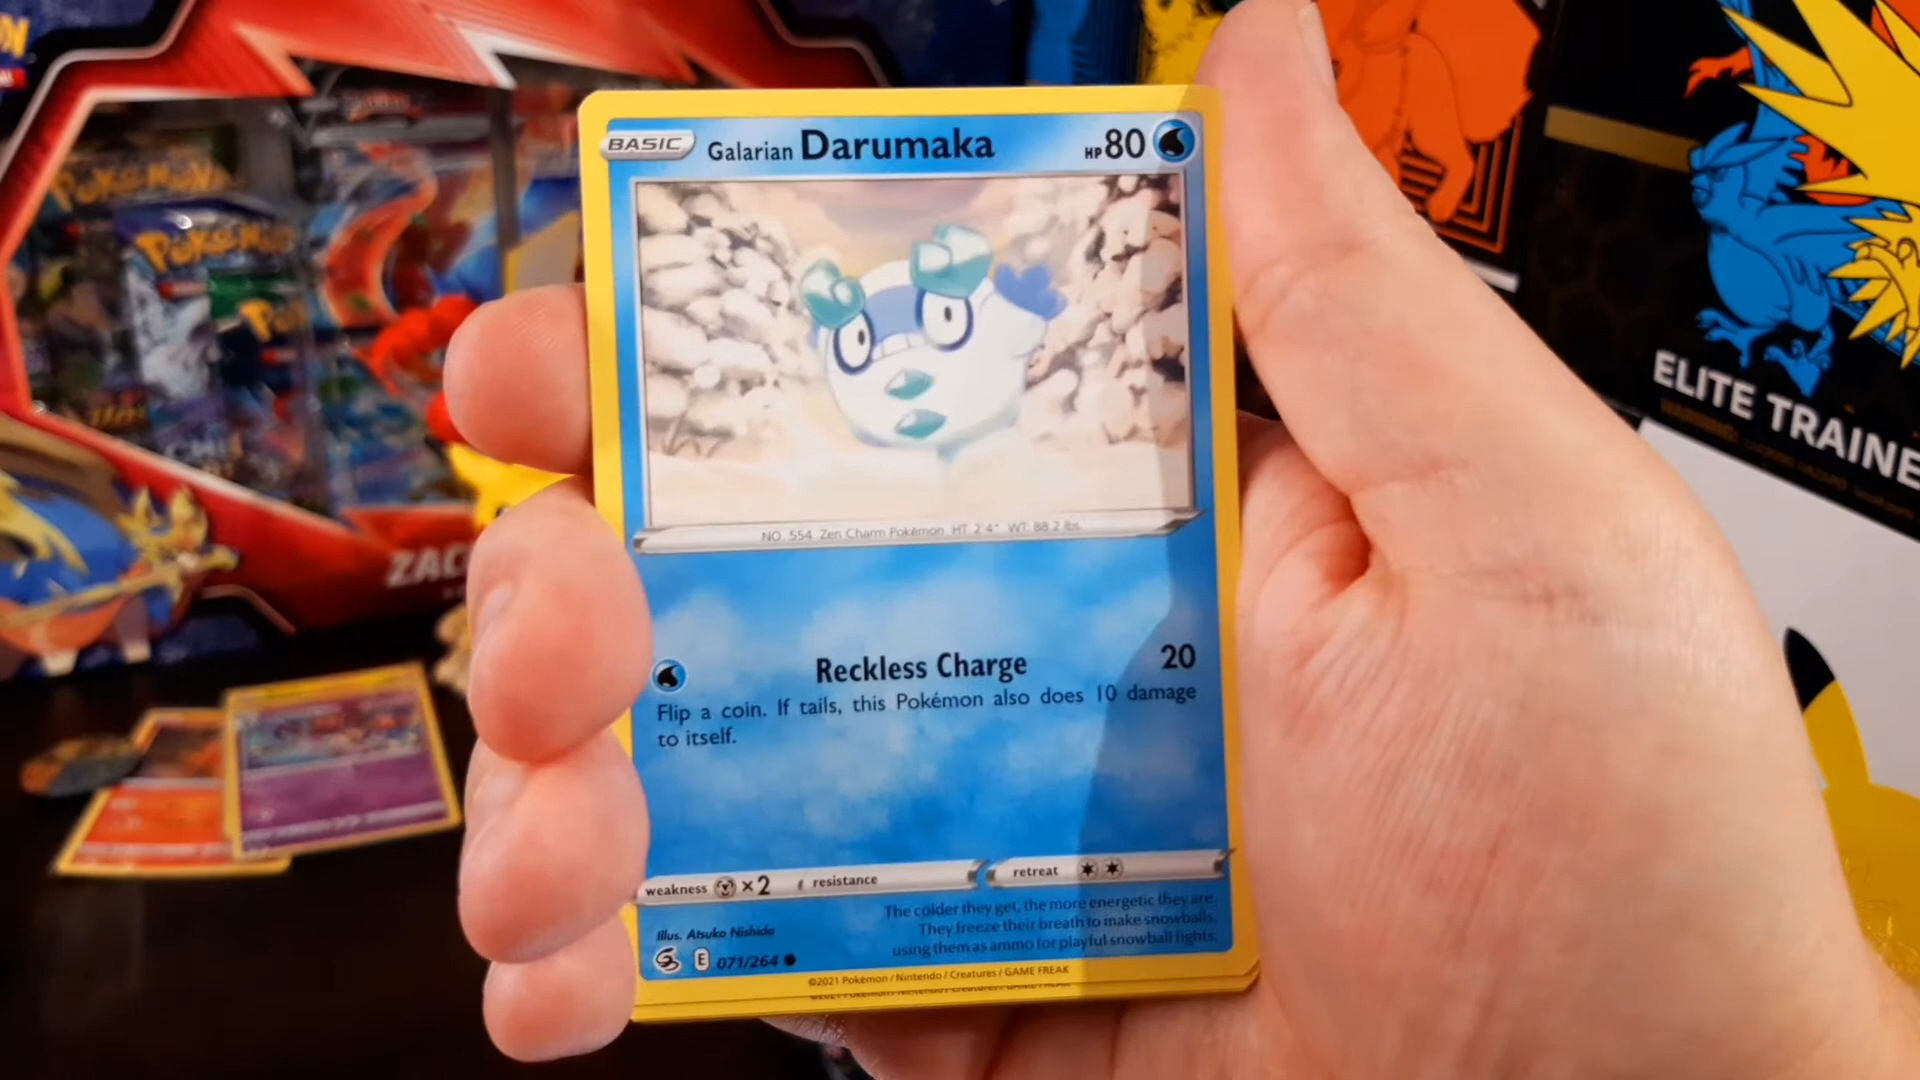 BASIC Galarian Darumaka HP 80
NO. 554 Zen Charm Pokémon HT: 2'4" WT: 88.2 lbs.
Reckless Charge 20
Flip a coin. If tails, this Pokémon also does 10 damage
to itself.
weakness ×2 resistance retreat
The colder they get, the more energetic they are.
They freeze their breath to make snowballs,
using them as ammo for playful snowball fights.
Illus. Atsuko Nishida
E 071/264
©2021 Pokémon / Nintendo / Creatures / GAME FREAK
POKÉMON
POKÉMON
ZAC
ELITE TRAINE